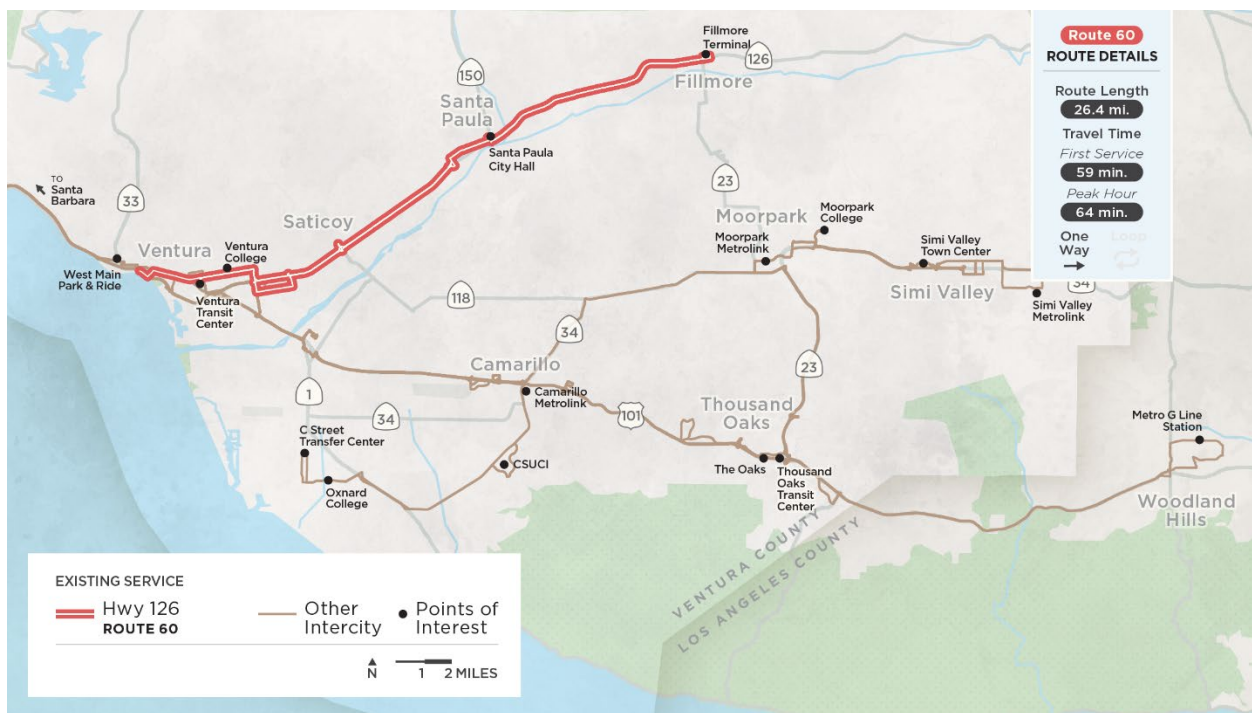 Fillmore
Terminal
126
Fillmore
150
Santa
Paula
Santa Paula
City Hall
Route 60
ROUTE DETAILS
Route Length
26.4 mi.
Travel Time
First Service
59 min.
Peak Hour
64 min.
One
Way
Loop
TO
Santa
Barbara
33
Ventura
Ventura
College
Saticoy
West Main
Park & Ride
Ventura
Transit
Center
23
Moorpark
Moorpark
College
Moorpark
Metrolink
Simi Valley
Town Center
Simi Valley
34
Simi Valley
Metrolink
118
34
Camarillo
Camarillo
Metrolink
1
34
101
23
Thousand
Oaks
C Street
Transfer Center
Oxnard
College
CSUCI
The Oaks
Thousand
Oaks
Transit
Center
Metro G Line
Station
Woodland
Hills
VENTURA COUNTY
LOS ANGELES COUNTY
EXISTING SERVICE
Hwy 126
ROUTE 60
Other
Intercity
Points of
Interest
N
1 2 MILES